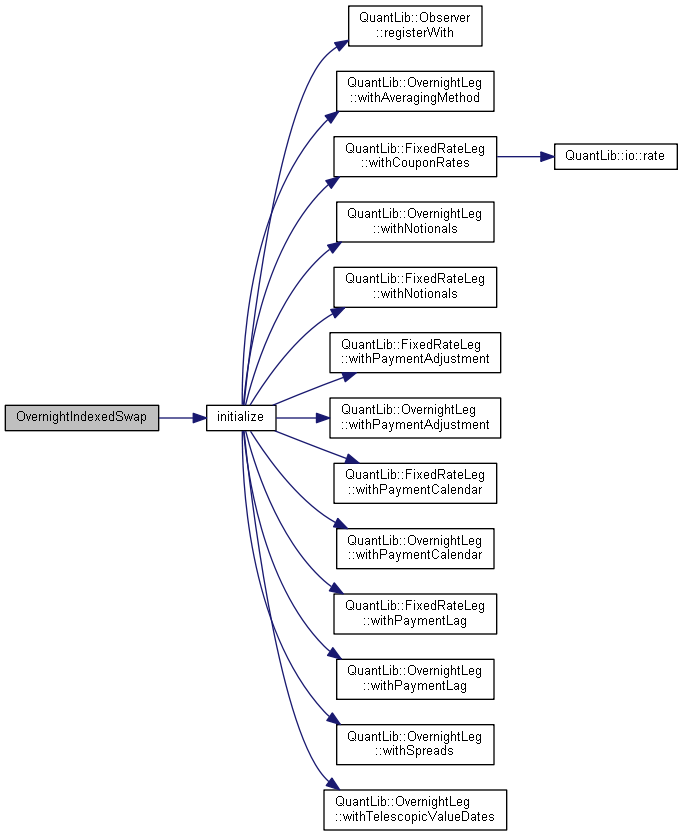 QuantLib::Observer
::registerWith
QuantLib::OvernightLeg
::withAveragingMethod
QuantLib::FixedRateLeg
::withCouponRates
QuantLib::io::rate
QuantLib::OvernightLeg
::withNotionals
QuantLib::FixedRateLeg
::withNotionals
QuantLib::FixedRateLeg
::withPaymentAdjustment
OvernightIndexedSwap
initialize
QuantLib::OvernightLeg
::withPaymentAdjustment
QuantLib::FixedRateLeg
::withPaymentCalendar
QuantLib::OvernightLeg
::withPaymentCalendar
QuantLib::FixedRateLeg
::withPaymentLag
QuantLib::OvernightLeg
::withPaymentLag
QuantLib::OvernightLeg
::withSpreads
QuantLib::OvernightLeg
::withTelescopicValueDates